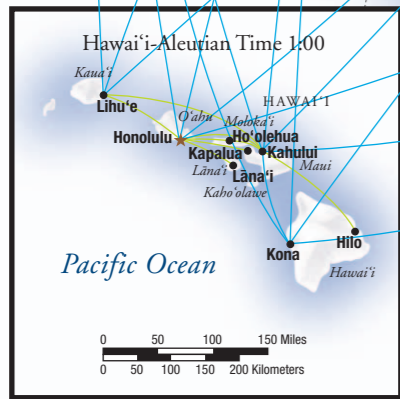 Hawai‘i-Aleutian Time 1:00
Kaua‘i
Lihu‘e
HAWAI‘I
O‘ahu
Moloka‘i
Honolulu
Ho‘olehua
Kapalua
Kahului
Lāna‘i
Maui
Lāna‘i
Kaho‘olawe
Kona
Hilo
Pacific Ocean
Hawai‘i
0 50 100 150 Miles
0 50 100 150 200 Kilometers